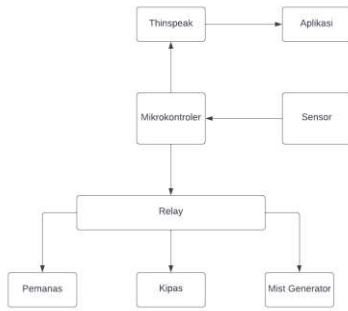 Thinspeak
Aplikasi
Mikrokontroler
Sensor
Relay
Pemanas
Kipas
Mist Generator